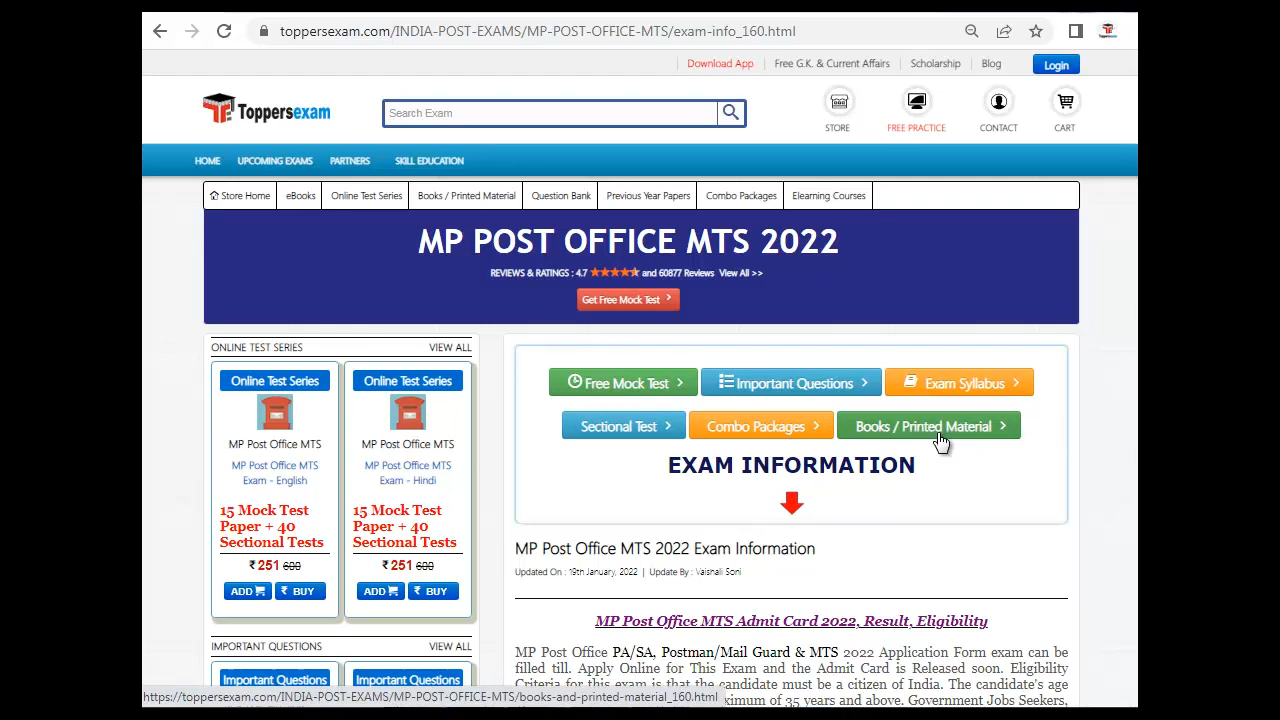 toppersexam.com/INDIA-POST-EXAMS/MP-POST-OFFICE-MTS/exam-info_160.html
Download App
Free G.K. & Current Affairs
Scholarship
Blog
Login
Toppersexam
Search Exam
STORE
FREE PRACTICE
CONTACT
CART
HOME
UPCOMING EXAMS
PARTNERS
SKILL EDUCATION
Store Home
eBooks
Online Test Series
Books / Printed Material
Question Bank
Previous Year Papers
Combo Packages
Elearning Courses
MP POST OFFICE MTS 2022
REVIEWS & RATINGS : 4.7 and 60877 Reviews View All >>
Get Free Mock Test
ONLINE TEST SERIES
VIEW ALL
Online Test Series
MP Post Office MTS
MP Post Office MTS
Exam - English
15 Mock Test
Paper + 40
Sectional Tests
₹ 251 600
ADD
₹ BUY
Online Test Series
MP Post Office MTS
MP Post Office MTS
Exam - Hindi
15 Mock Test
Paper + 40
Sectional Tests
₹ 251 600
ADD
₹ BUY
IMPORTANT QUESTIONS
VIEW ALL
Important Questions
Important Questions
Free Mock Test
Important Questions
Exam Syllabus
Sectional Test
Combo Packages
Books / Printed Material
EXAM INFORMATION
MP Post Office MTS 2022 Exam Information
Updated On : 19th January, 2022 | Update By : Vaishali Soni
MP Post Office MTS Admit Card 2022, Result, Eligibility
MP Post Office PA/SA, Postman/Mail Guard & MTS 2022 Application Form exam can be
filled till. Apply Online for This Exam and the Admit Card is Released soon. Eligibility
Criteria for this exam is that the candidate must be a citizen of India. The candidate's age
ximum of 35 years and above. Government Jobs Seekers,
https://toppersexam.com/INDIA-POST-EXAMS/MP-POST-OFFICE-MTS/books-and-printed-material_160.html